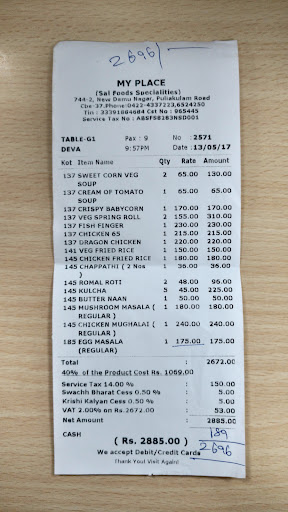 2696/-
MY PLACE
(Sai Foods Specialities)
744-2, New Damu Nagar, Puliakulam Road
Cbe-37,Phone:0422-4337223,6524250
Tin : 33391884684 Cst No : 965445
Service Tax No : ABSFS8283NSD001
TABLE-G1 Pax : 9 No :2571
DEVA 9:57PM Date :13/05/17
Kot Item Name Qty Rate Amount
137 SWEET CORN VEG 2 65.00 130.00
SOUP
137 CREAM OF TOMATO 1 65.00 65.00
SOUP
137 CRISPY BABYCORN 1 170.00 170.00
137 VEG SPRING ROLL 2 155.00 310.00
137 FISH FINGER 1 230.00 230.00
137 CHICKEN 65 1 215.00 215.00
137 DRAGON CHICKEN 1 220.00 220.00
141 VEG FRIED RICE 1 150.00 150.00
145 CHICKEN FRIED RICE 1 180.00 180.00
145 CHAPPATHI ( 2 Nos 1 36.00 36.00
)
145 ROMAL ROTI 2 48.00 96.00
145 KULCHA 5 45.00 225.00
145 BUTTER NAAN 1 50.00 50.00
145 MUSHROOM MASALA ( 1 180.00 180.00
REGULAR )
145 CHICKEN MUGHALAI ( 1 240.00 240.00
REGULAR )
185 EGG MASALA 1 175.00 175.00
(REGULAR)
Total 2672.00
40% of the Product Cost Rs. 1069.00
Service Tax 14.00 % : 150.00
Swachh Bharat Cess 0.50 % : 5.00
Krishi Kalyan Cess 0.50 % : 5.00
VAT 2.00% on Rs.2672.00 : 53.00
Net Amount : 2885.00
CASH 189
( Rs. 2885.00 ) 2696
We accept Debit/Credit Cards
Thank You! Visit Again!